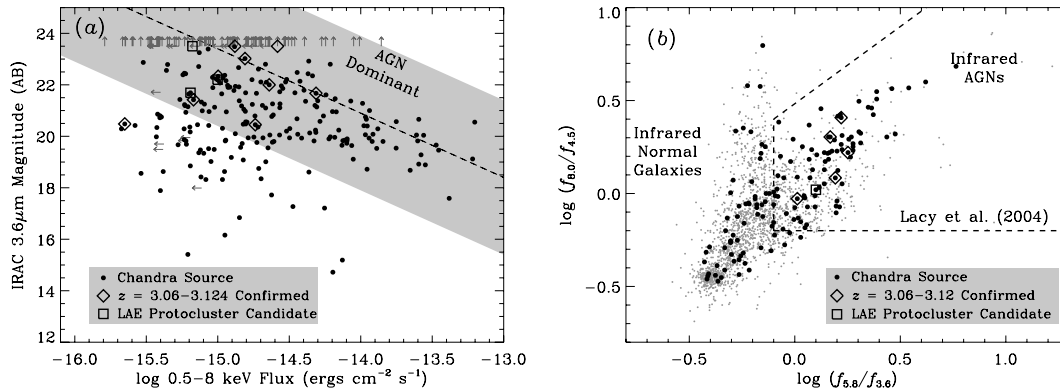 (a)
AGN
Dominant
IRAC 3.6μm Magnitude (AB)
26
24
22
20
18
16
14
12
Chandra Source
z = 3.06−3.124 Confirmed
LAE Protocluster Candidate
−16.0 −15.5 −15.0 −14.5 −14.0 −13.5 −13.0
log 0.5−8 keV Flux (ergs cm⁻² s⁻¹)
(b)
Infrared
AGNs
Infrared
Normal
Galaxies
Lacy et al. (2004)
log (f8.0/f4.5)
1.0
0.5
0.0
−0.5
Chandra Source
z = 3.06−3.12 Confirmed
LAE Protocluster Candidate
−0.5 0.0 0.5 1.0
log (f5.8/f3.6)